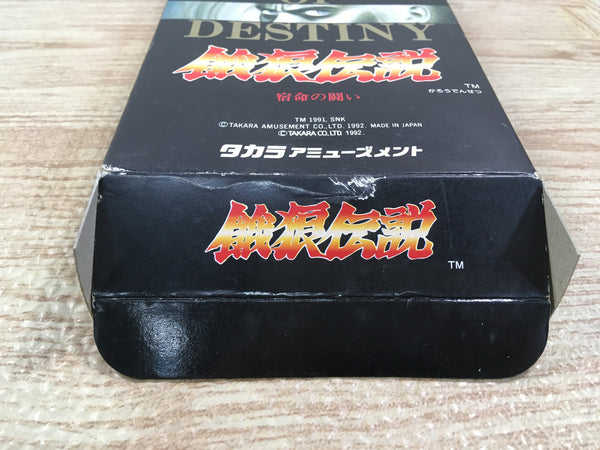 OF
DESTINY
餓狼伝説
TM
がろうでんせつ
宿命の闘い
TM 1991, SNK
©TAKARA AMUSEMENT CO., LTD. 1992. MADE IN JAPAN
©TAKARA CO., LTD. 1992.
タカラアミューズメント
餓狼伝説
TM